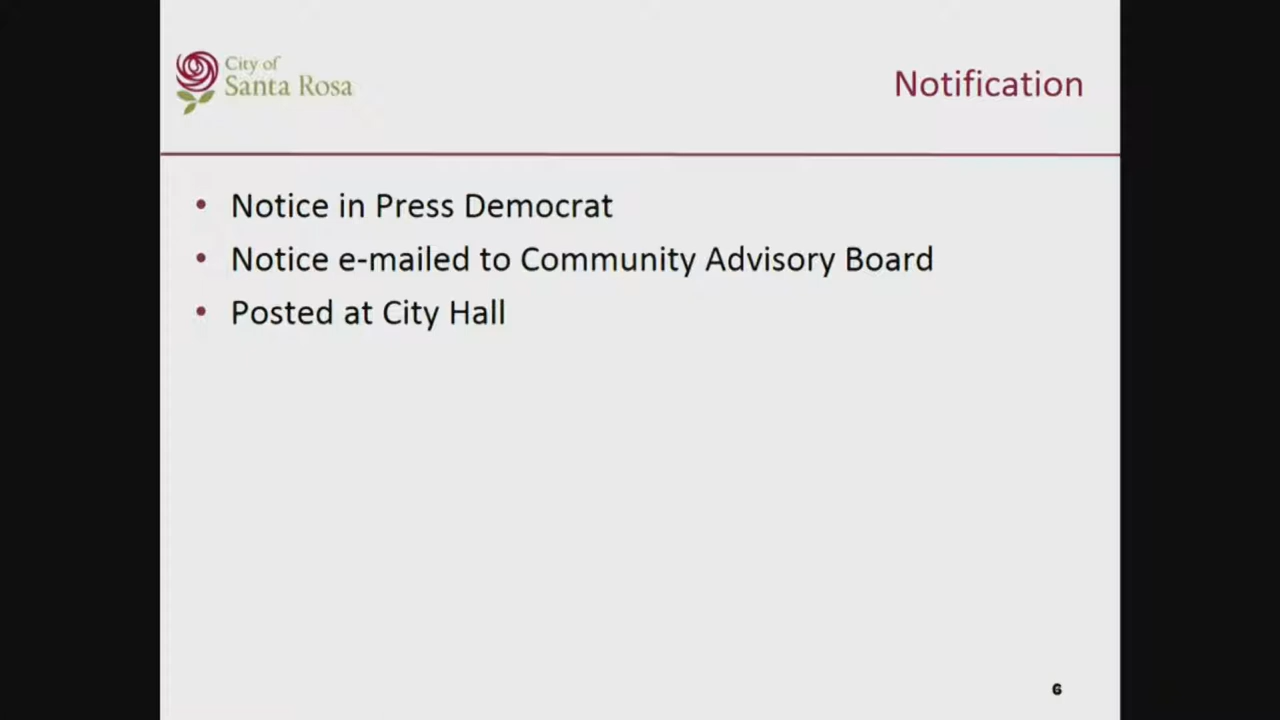 City of
Santa Rosa
Notification
• Notice in Press Democrat
• Notice e-mailed to Community Advisory Board
• Posted at City Hall
6